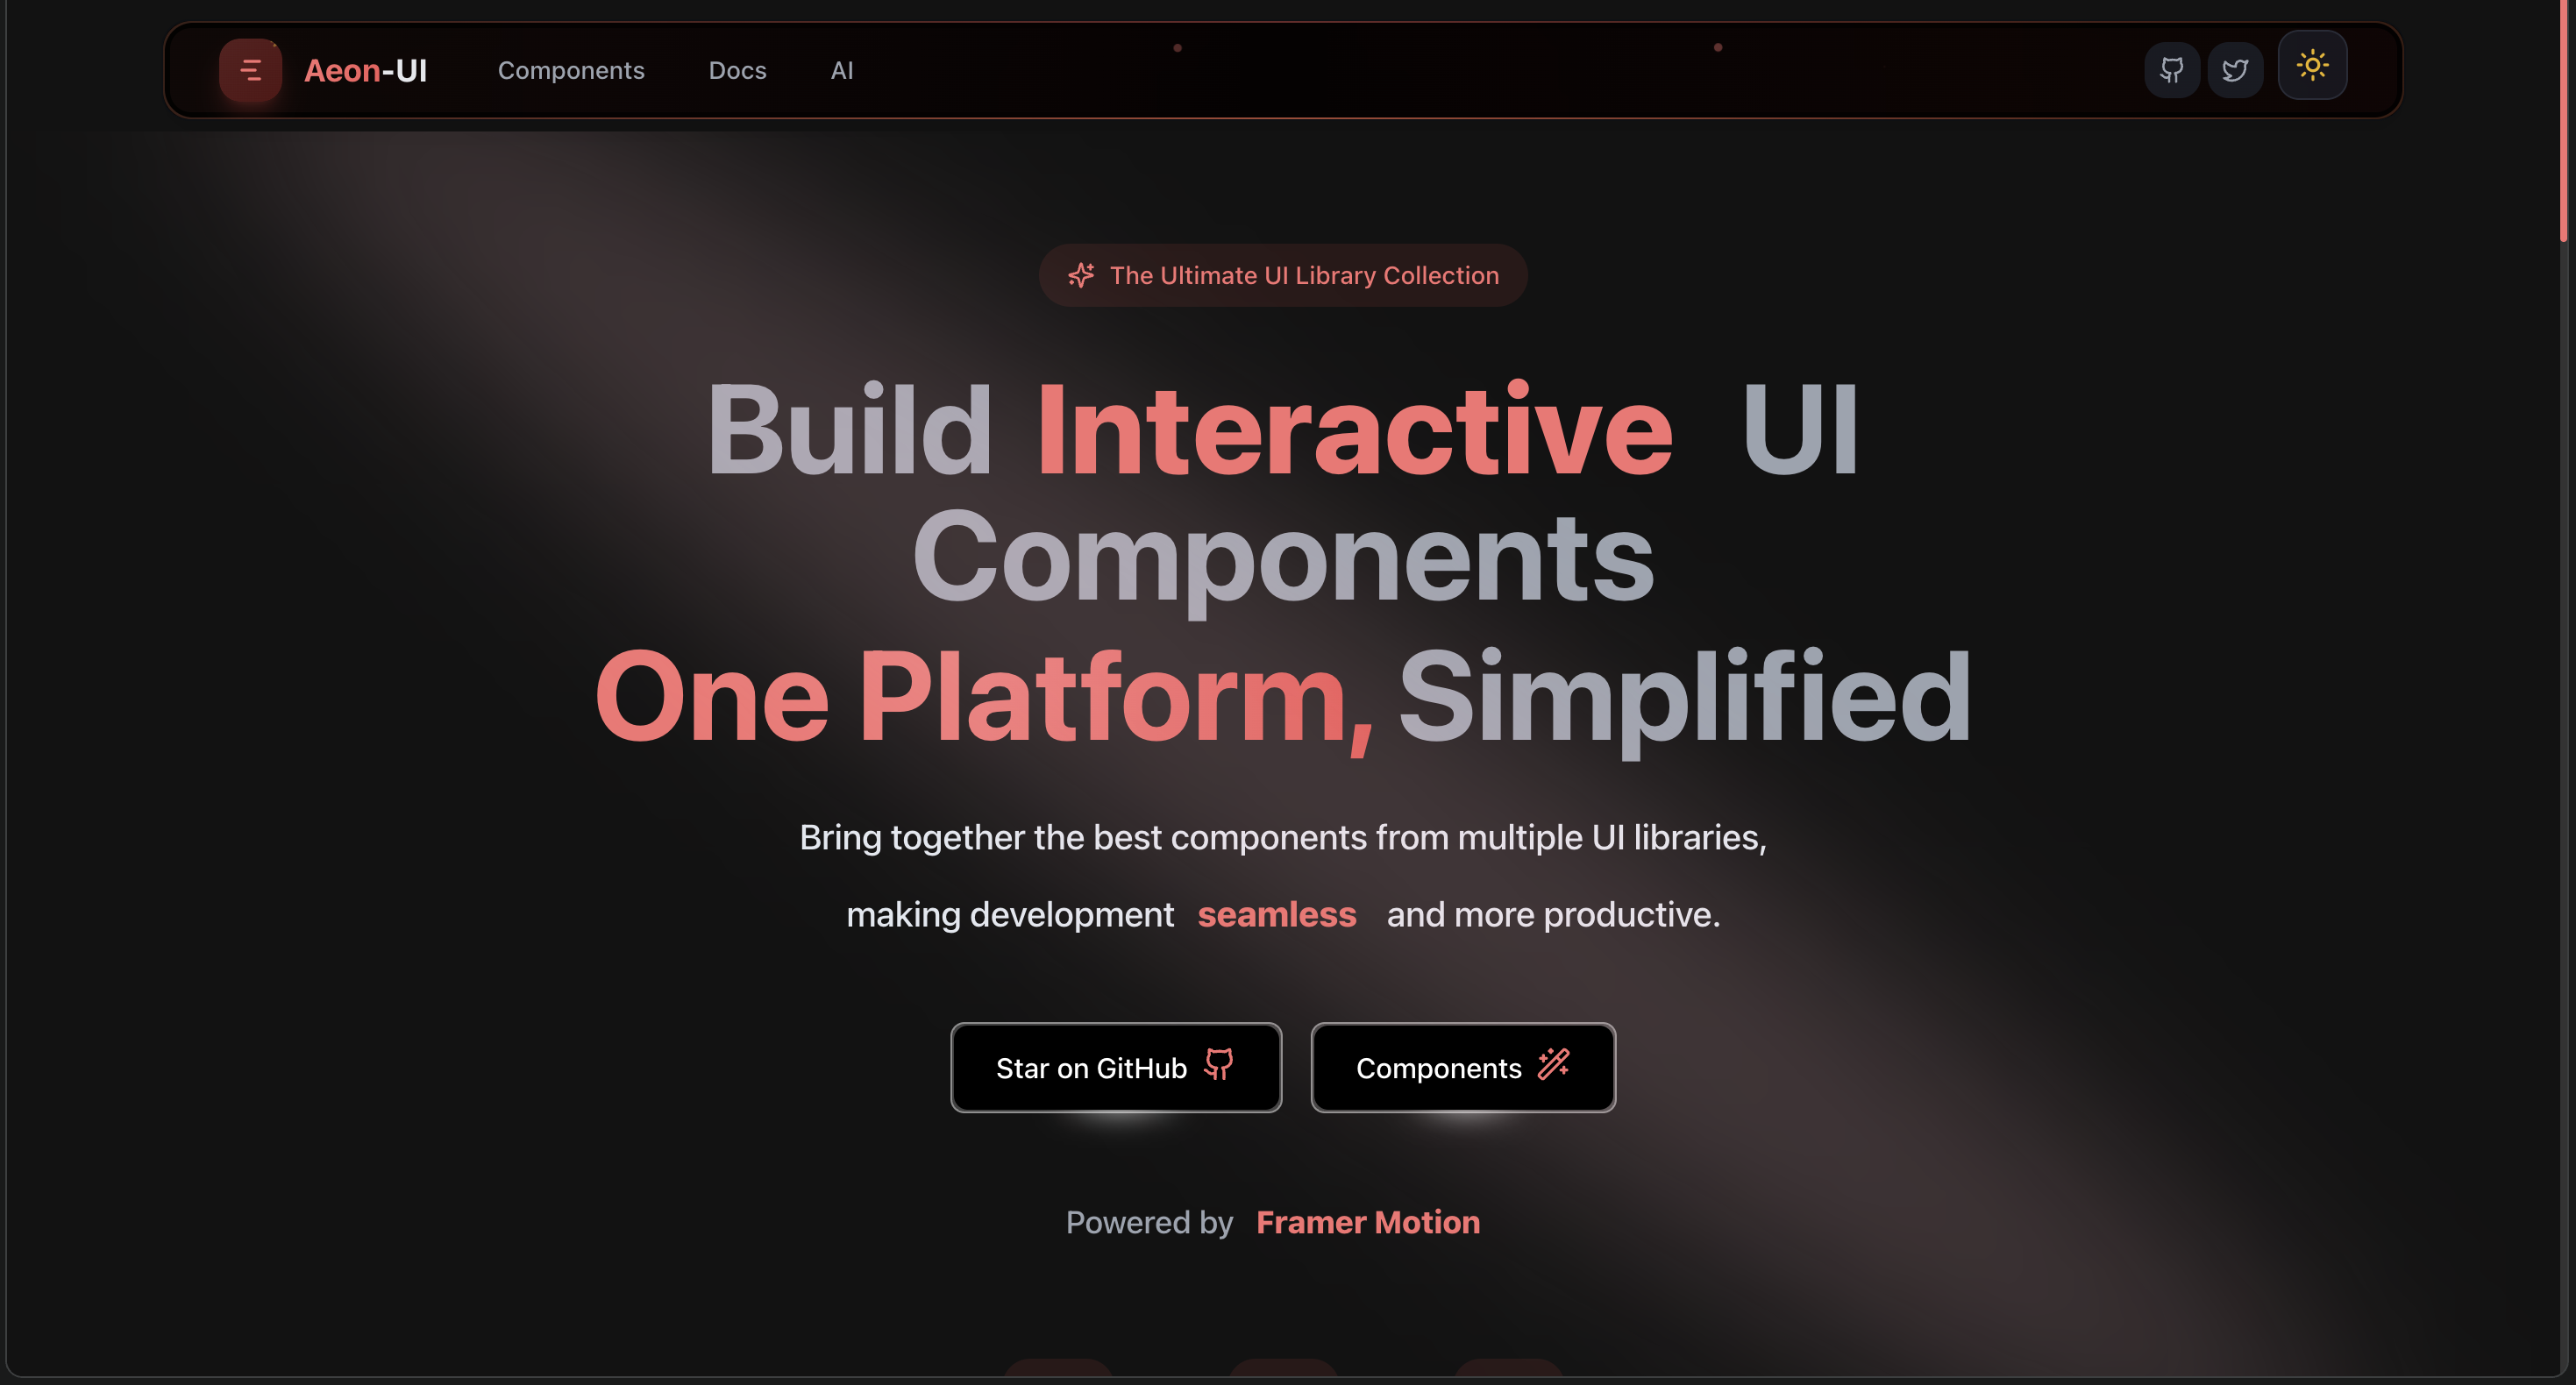 Aeon-UI Components Docs AI
The Ultimate UI Library Collection
Build Interactive UI
Components
One Platform, Simplified
Bring together the best components from multiple UI libraries,
making development seamless and more productive.
Star on GitHub Components
Powered by Framer Motion